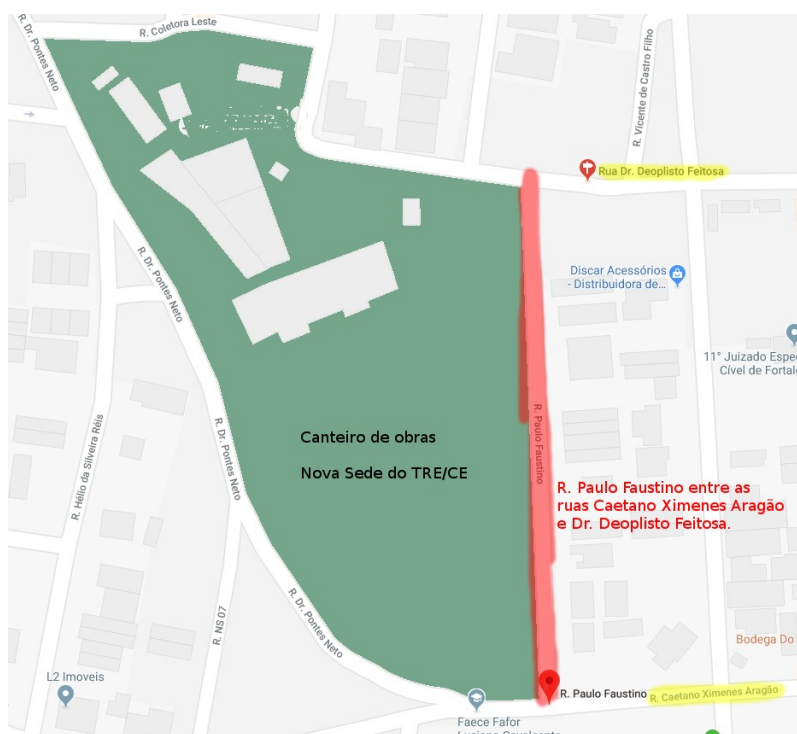 R. Dr. Pontes Neto
R. Coletora Leste
R. Vicente de Castro Filho
Rua Dr. Deoplisto Feitosa
R. Dr. Pontes Neto
Discar Acessórios
- Distribuidora de...
11° Juizado Espe
Cível de Fortal
R. Paulo Faustino
Canteiro de obras
Nova Sede do TRE/CE
R. Hélio da Silveira Réis
R. Dr. Pontes Neto
R. Paulo Faustino entre as
ruas Caetano Ximenes Aragão
e Dr. Deoplisto Feitosa.
R. NS 07
R. Dr. Pontes Neto
Bodega Do
L2 Imoveis
R. Paulo Faustino
R. Caetano Ximenes Aragão
Faece Fafor